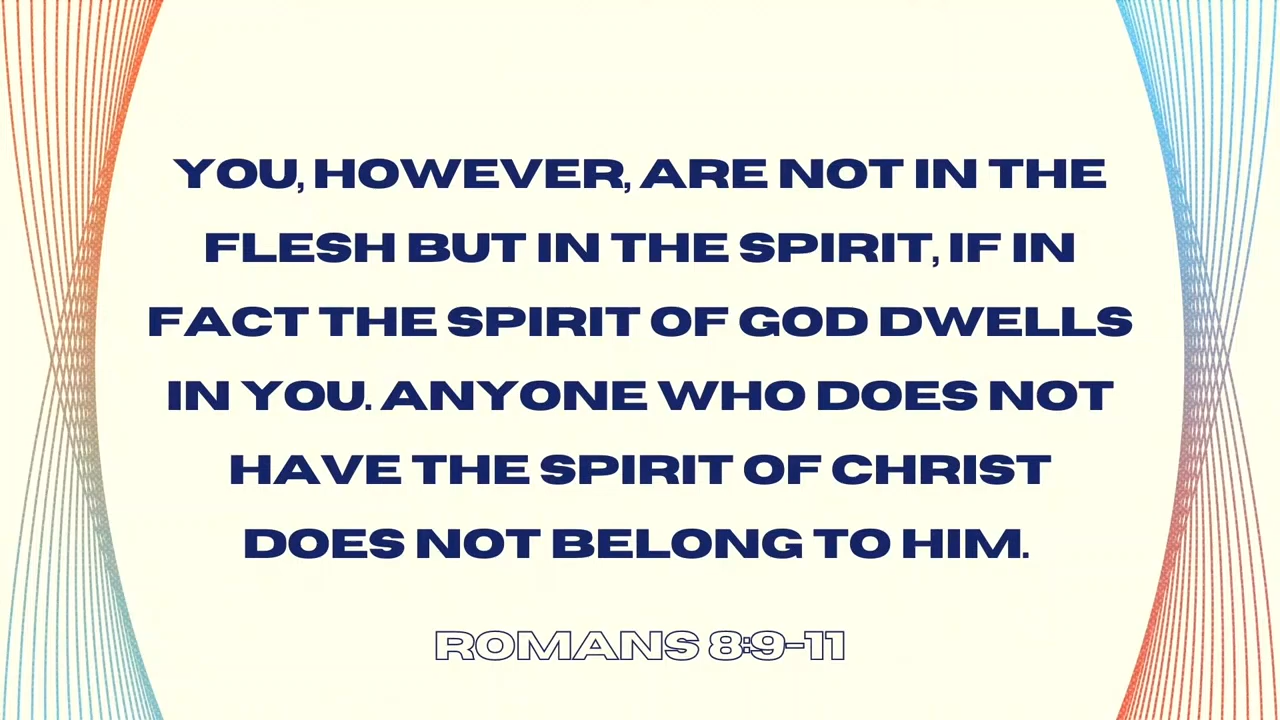 YOU, HOWEVER, ARE NOT IN THE
FLESH BUT IN THE SPIRIT, IF IN
FACT THE SPIRIT OF GOD DWELLS
IN YOU. ANYONE WHO DOES NOT
HAVE THE SPIRIT OF CHRIST
DOES NOT BELONG TO HIM.
ROMANS 8:9-11